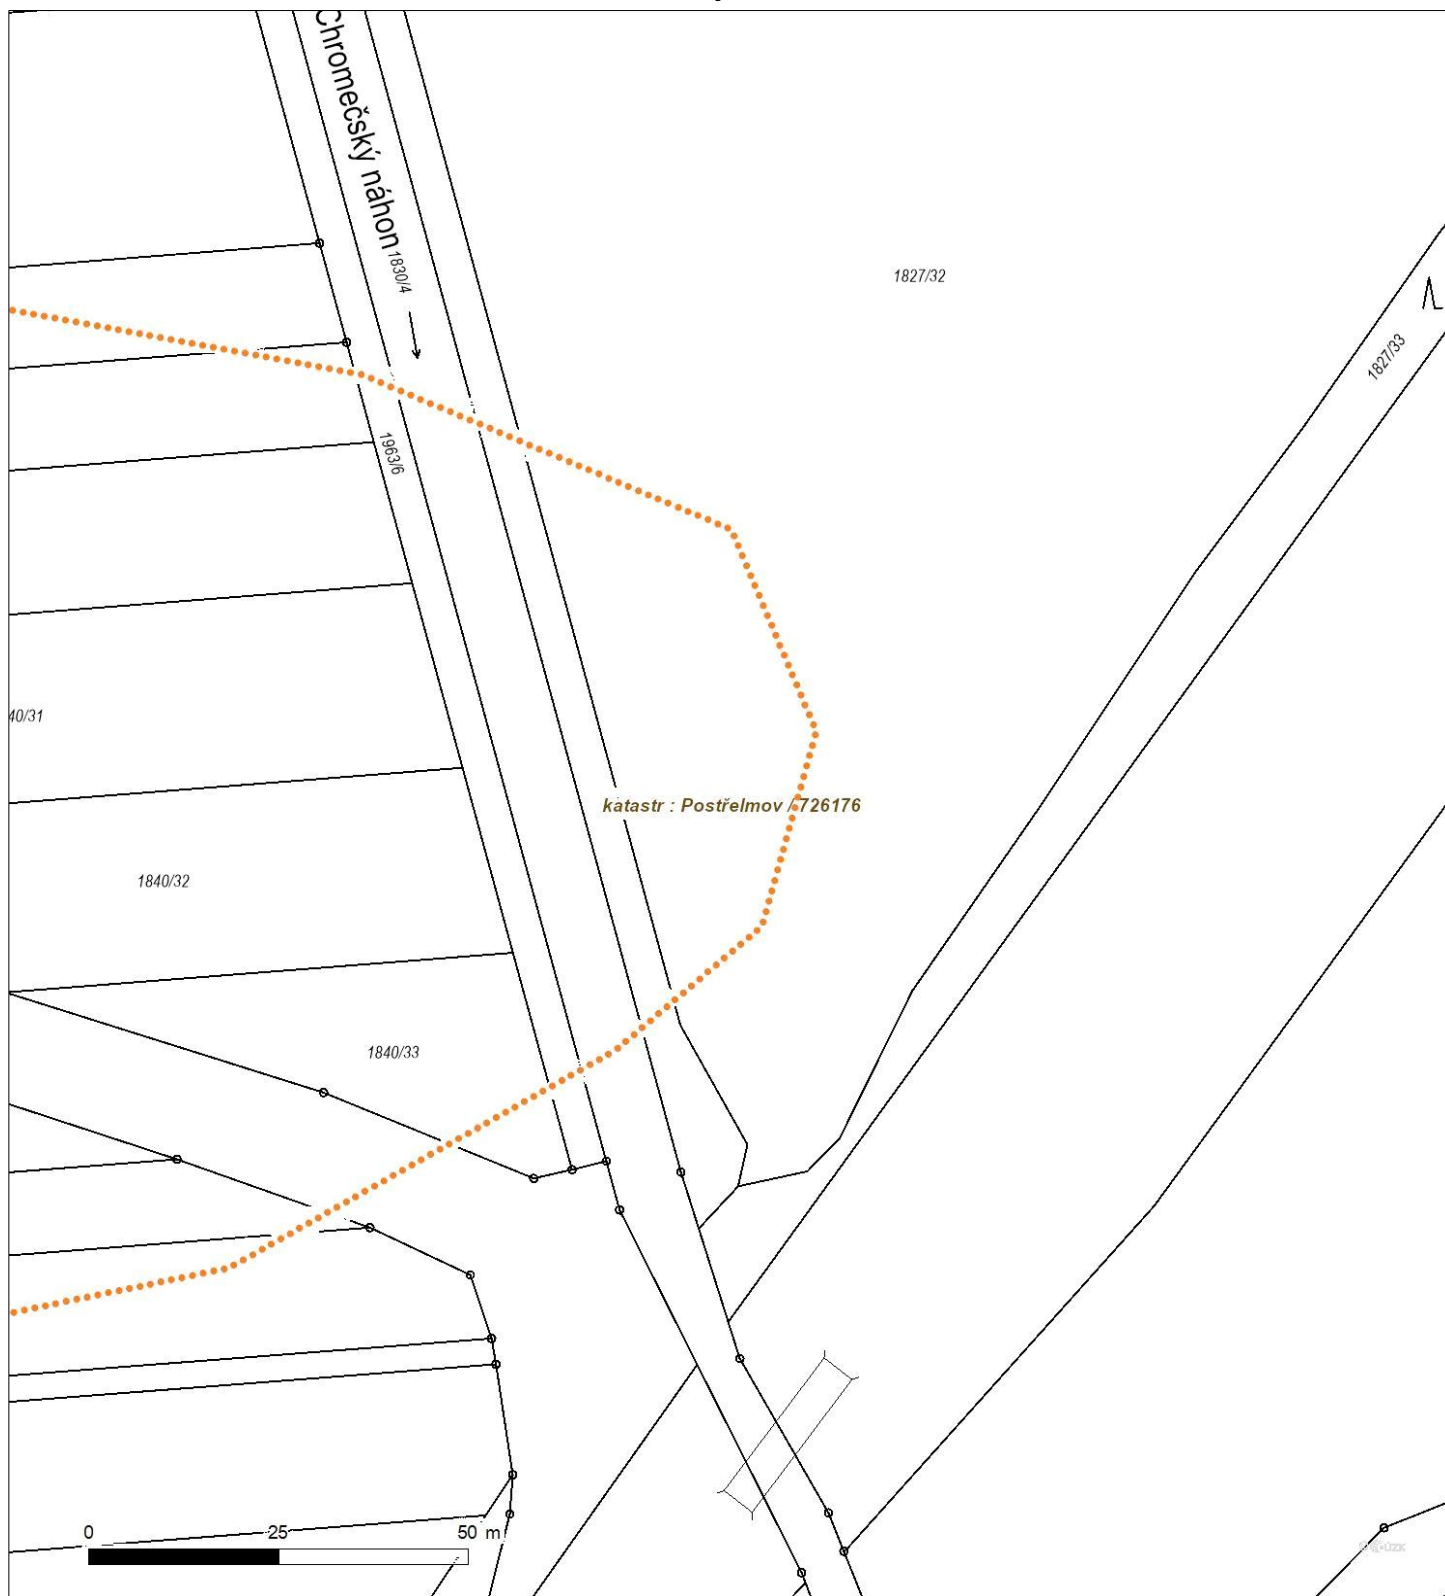 Chromečský náhon
1830/4
1827/32
1827/33
1963/6
40/31
katastr : Postřelmov / 726176
1840/32
1840/33
0 25 50 m